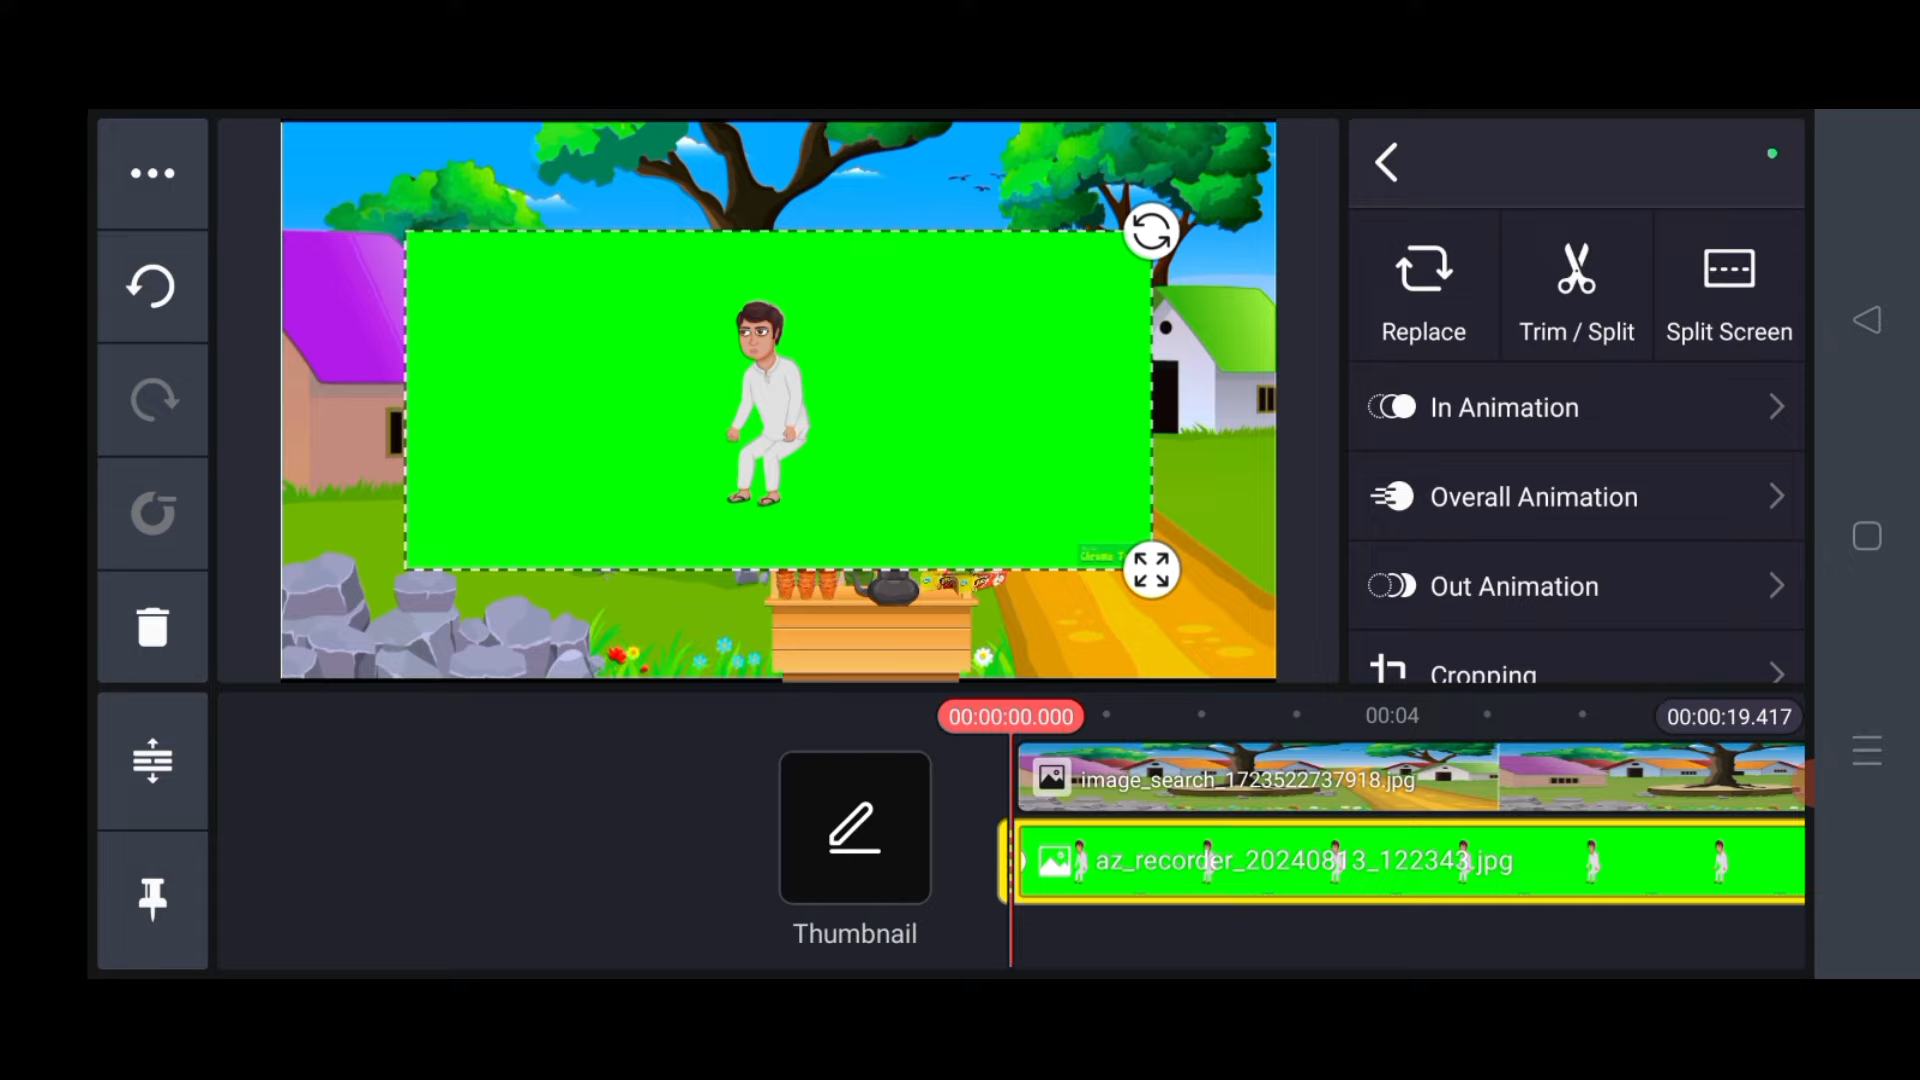 Replace
Trim / Split
Split Screen
In Animation
Overall Animation
Out Animation
Cropping
Chroma
00:00:00.000
00:04
00:00:19.417
image_search_1723522737918.jpg
az_recorder_20240813_122343.jpg
Thumbnail